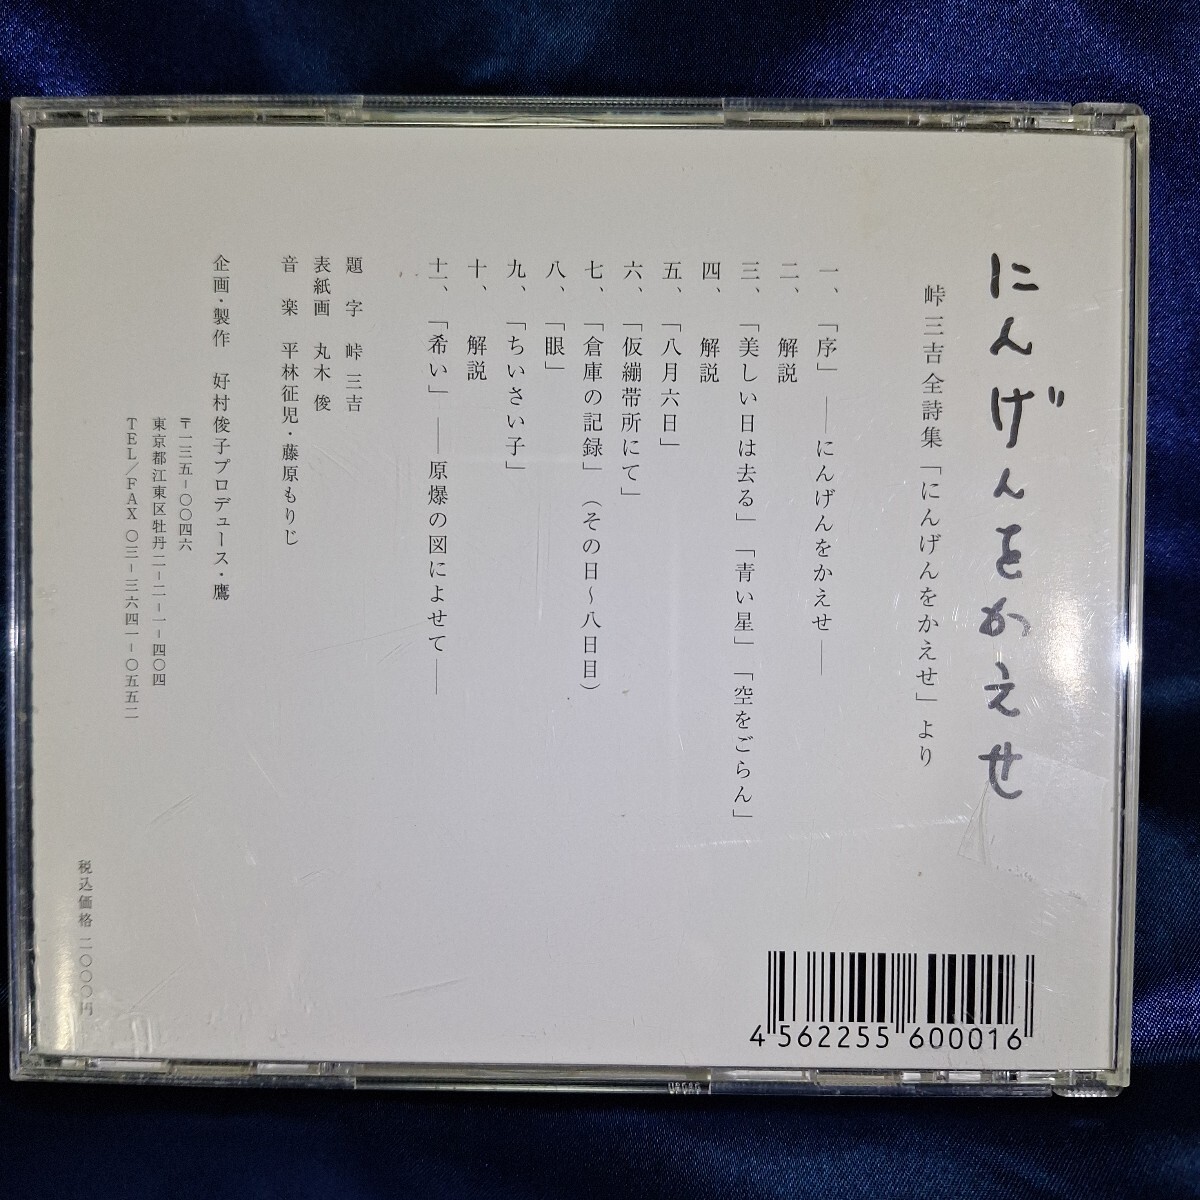 にんげんをかえせ
峠三吉全詩集「にんげんをかえせ」より
一、「序」――にんげんをかえせ――
二、解説
三、「美しい日は去る」「青い星」「空をごらん」
四、解説
五、「八月六日」
六、「仮繃帯所にて」
七、「倉庫の記録」(その日～八日目)
八、「眼」
九、「ちいさい子」
十、解説
十一、「希い」――原爆の図によせて――
題字 峠三吉
表紙画 丸木俊
音楽 平林征児・藤原もりじ
企画・製作 好村俊子プロデュース・鷹
〒一三五-〇〇四六
東京都江東区牡丹二-二-一-四〇四
TEL/FAX 〇三-三六四一-〇五五二
税込価格 二〇〇〇円
4 562255 600016